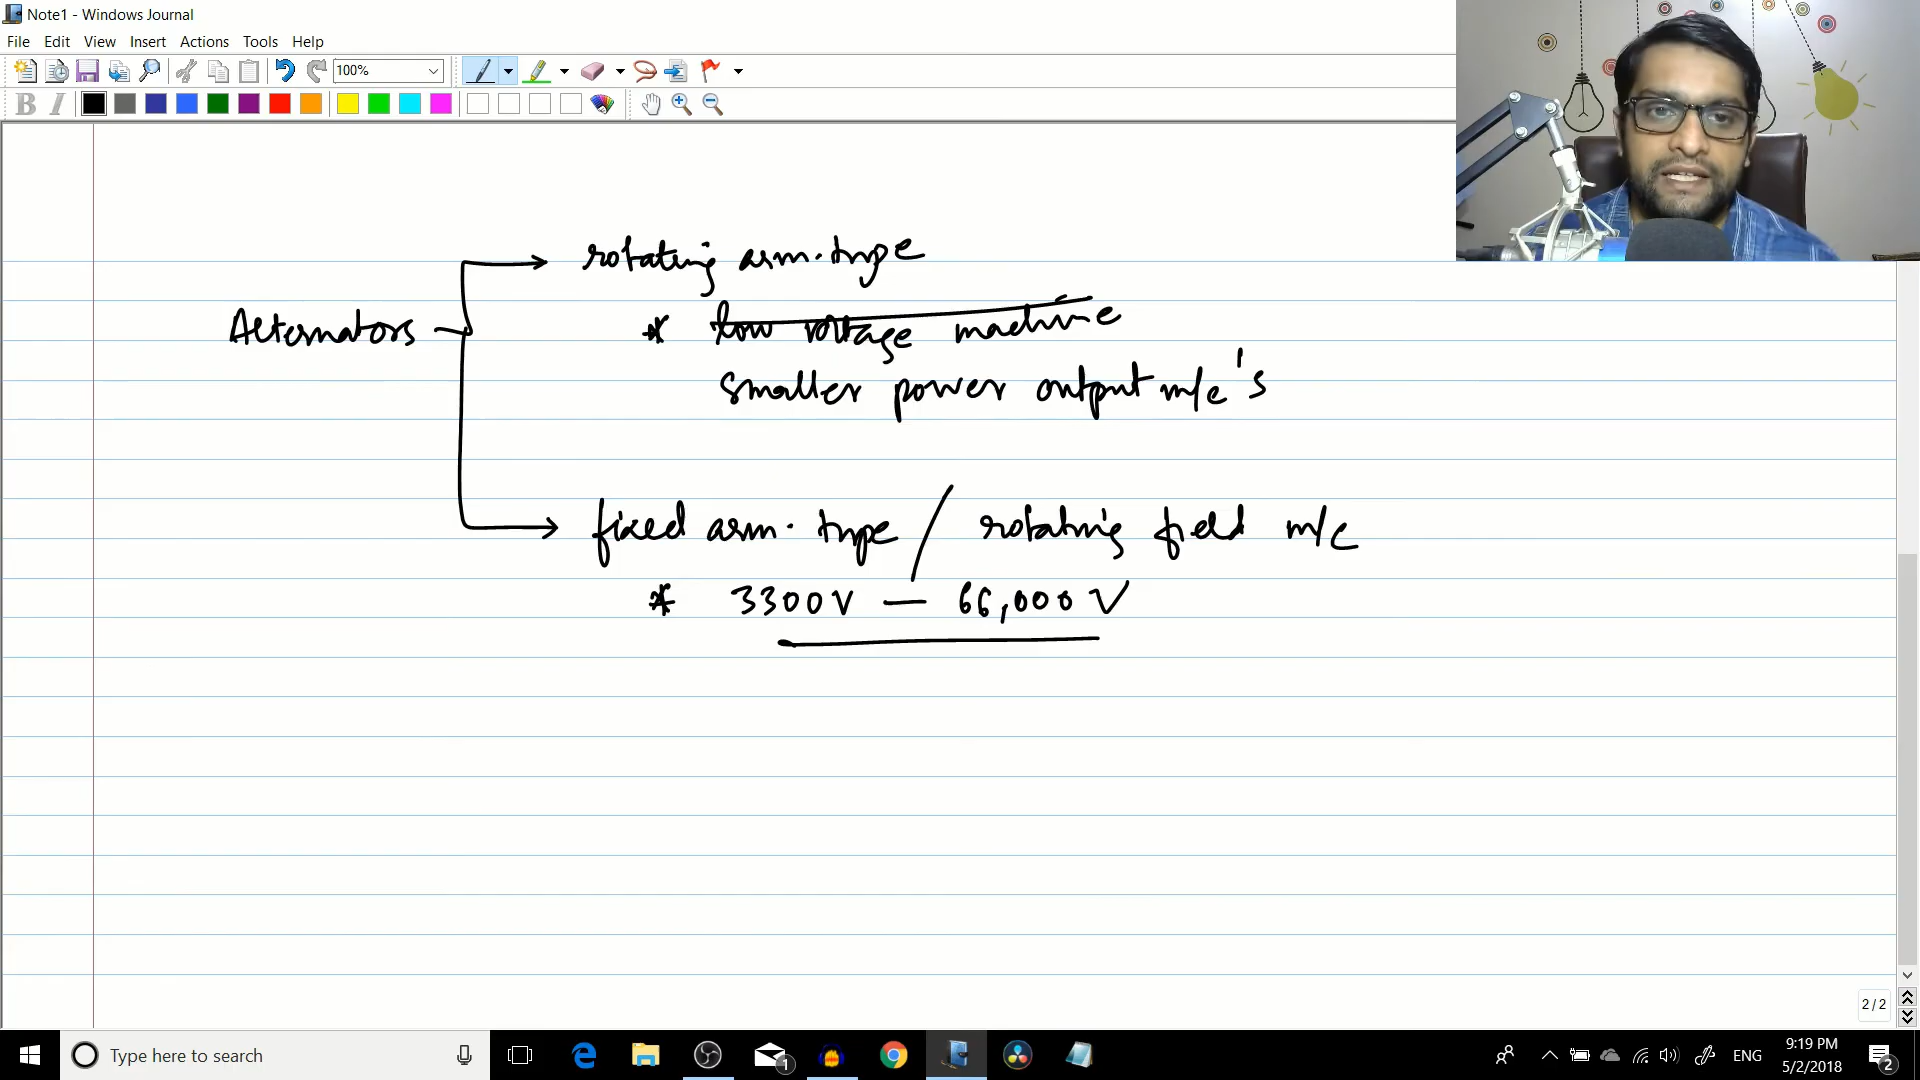 Note1 - Windows Journal
File Edit View Insert Actions Tools Help
100%
B I
rotating arm. type
Alternators
* low voltage machine
smaller power output m/c's
fixed arm. type / rotating field m/c
* 3300V — 66,000 V
2 / 2
Type here to search
1
ENG
9:19 PM
5/2/2018
2